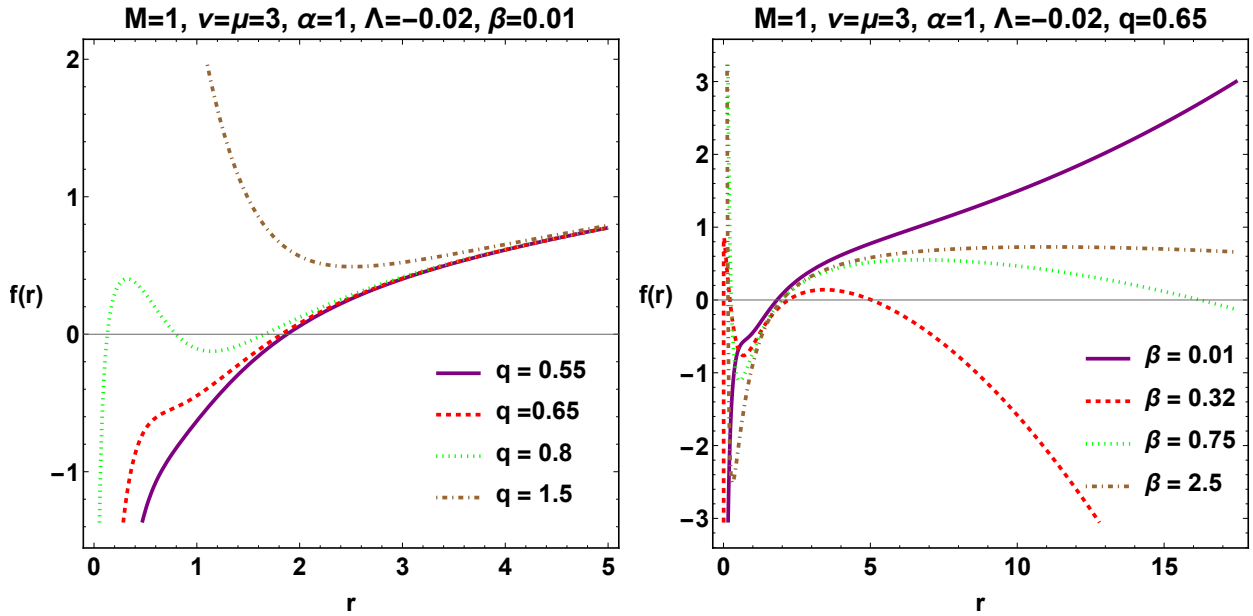 M=1, ν=μ=3, α=1, Λ=−0.02, β=0.01
2
1
0
−1
f(r)
q = 0.55
q =0.65
q = 0.8
q = 1.5
0 1 2 3 4 5
r
M=1, ν=μ=3, α=1, Λ=−0.02, q=0.65
3
2
1
0
−1
−2
−3
f(r)
β = 0.01
β = 0.32
β = 0.75
β = 2.5
0 5 10 15
r